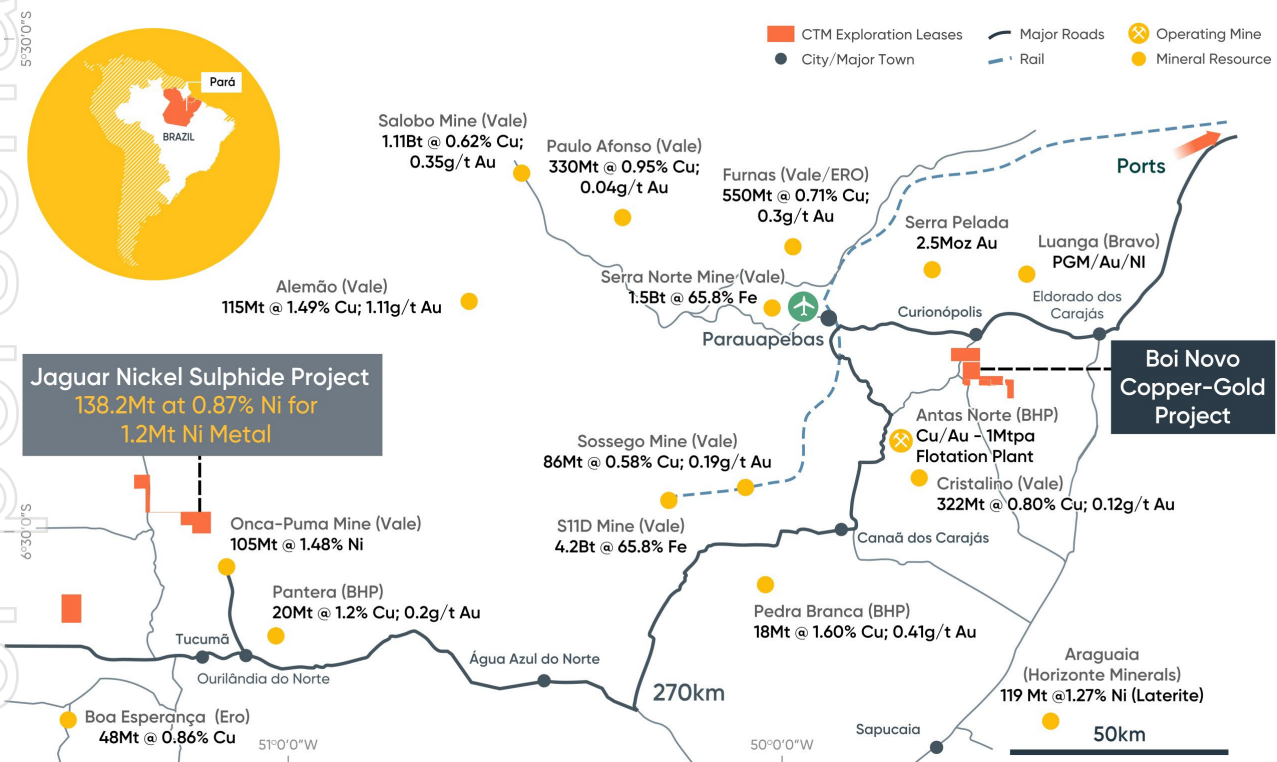 5°30'0"S
CTM Exploration Leases
Major Roads
Operating Mine
City/Major Town
Rail
Mineral Resource
Pará
BRAZIL
Salobo Mine (Vale)
1.11Bt @ 0.62% Cu;
0.35g/t Au
Paulo Afonso (Vale)
330Mt @ 0.95% Cu;
0.04g/t Au
Furnas (Vale/ERO)
550Mt @ 0.71% Cu;
0.3g/t Au
Ports
Serra Pelada
2.5Moz Au
Luanga (Bravo)
PGM/Au/NI
Alemão (Vale)
115Mt @ 1.49% Cu; 1.11g/t Au
Serra Norte Mine (Vale)
1.5Bt @ 65.8% Fe
Parauapebas
Curionópolis
Eldorado dos
Carajás
Jaguar Nickel Sulphide Project
138.2Mt at 0.87% Ni for
1.2Mt Ni Metal
Boi Novo
Copper-Gold
Project
Antas Norte (BHP)
Cu/Au - 1Mtpa
Flotation Plant
Sossego Mine (Vale)
86Mt @ 0.58% Cu; 0.19g/t Au
Cristalino (Vale)
322Mt @ 0.80% Cu; 0.12g/t Au
6°30'0"S
Onca-Puma Mine (Vale)
105Mt @ 1.48% Ni
S11D Mine (Vale)
4.2Bt @ 65.8% Fe
Canaã dos Carajás
Pantera (BHP)
20Mt @ 1.2% Cu; 0.2g/t Au
Pedra Branca (BHP)
18Mt @ 1.60% Cu; 0.41g/t Au
Tucumã
Ourilândia do Norte
Água Azul do Norte
270km
Araguaia
(Horizonte Minerals)
119 Mt @1.27% Ni (Laterite)
Boa Esperança (Ero)
48Mt @ 0.86% Cu
51°0'0"W
50°0'0"W
Sapucaia
50km